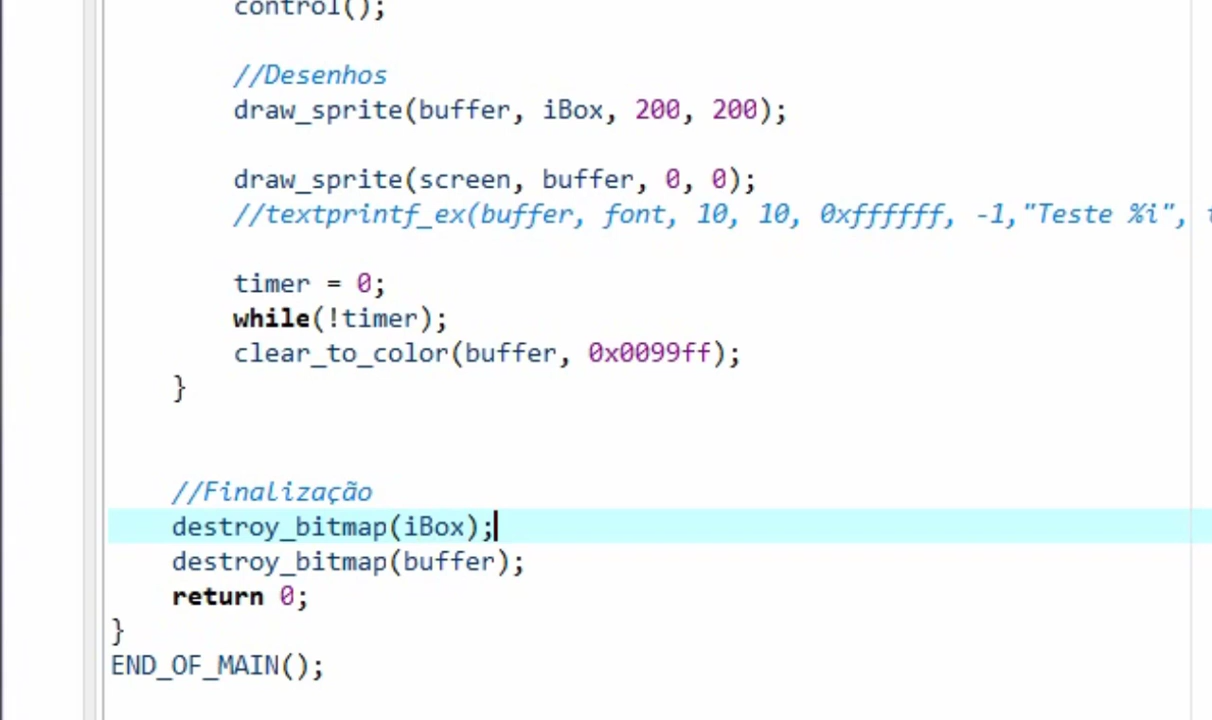 control();
//Desenhos
draw_sprite(buffer, iBox, 200, 200);
draw_sprite(screen, buffer, 0, 0);
//textprintf_ex(buffer, font, 10, 10, 0xffffff, -1,"Teste %i",
timer = 0;
while(!timer);
clear_to_color(buffer, 0x0099ff);
}
//Finalização
destroy_bitmap(iBox);
destroy_bitmap(buffer);
return 0;
}
END_OF_MAIN();